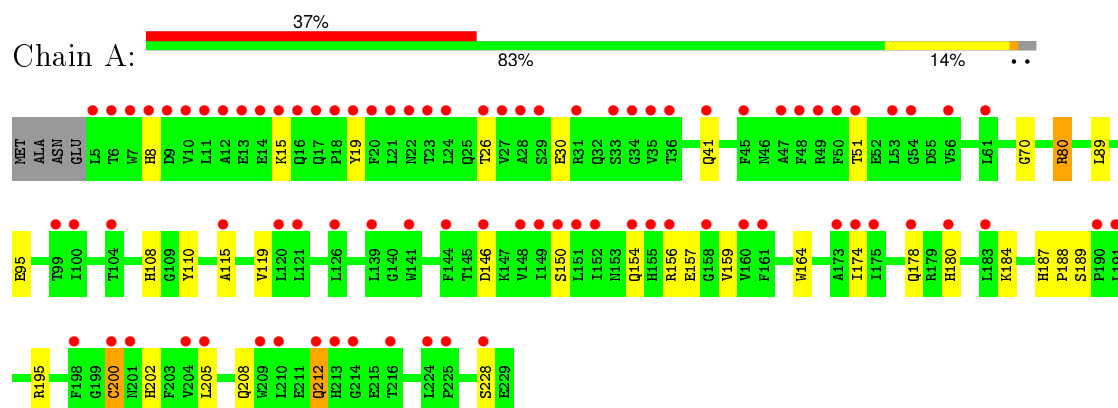 37%
Chain A:
83% 14% • •
MET ALA ASN GLU L5 T6 W7 H8 D9 V10 L11 A12 E13 E14 K15 Q16 Q17 P18 Y19 F20 L21 N22 T23 L24 Q25 T26 V27 A28 S29 E30 R31 Q32 S33 G34 V35 T36 Q41 F45 N46 A47 F48 R49 F50 T51 E52 L53 G54 D55 V56 L61 G70 R80 L89
E95 T99 I100 T104 H108 G109 Y110 A115 V119 L120 L121 L126 L139 G140 W141 F144 T145 D146 K147 V148 I149 S150 L151 I152 N153 Q154 H155 R156 E157 G158 V159 V160 F161 W164 A173 I174 I175 Q178 R179 H180 L183 K184 H187 P188 S189 P190 L191
R195 F198 G199 C200 N201 H202 F203 V204 L205 Q208 W209 L210 E211 Q212 H213 G214 E215 T216 L224 P225 S228 E229